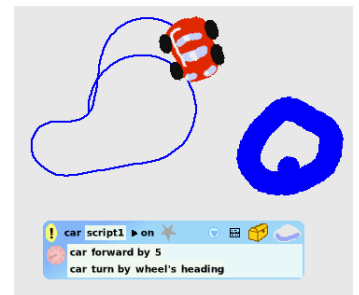 ! car script1 on
car forward by 5
car turn by wheel's heading